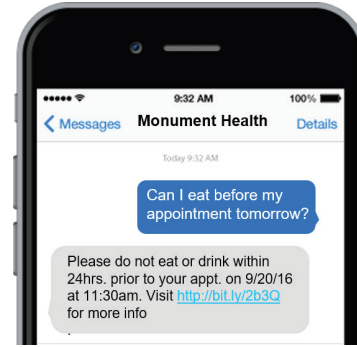 9:32 AM
100%
Messages
Monument Health
Details
Today 9:32 AM
Can I eat before my
appointment tomorrow?
Please do not eat or drink within
24hrs. prior to your appt. on 9/20/16
at 11:30am. Visit http://bit.ly/2b3Q
for more info
.